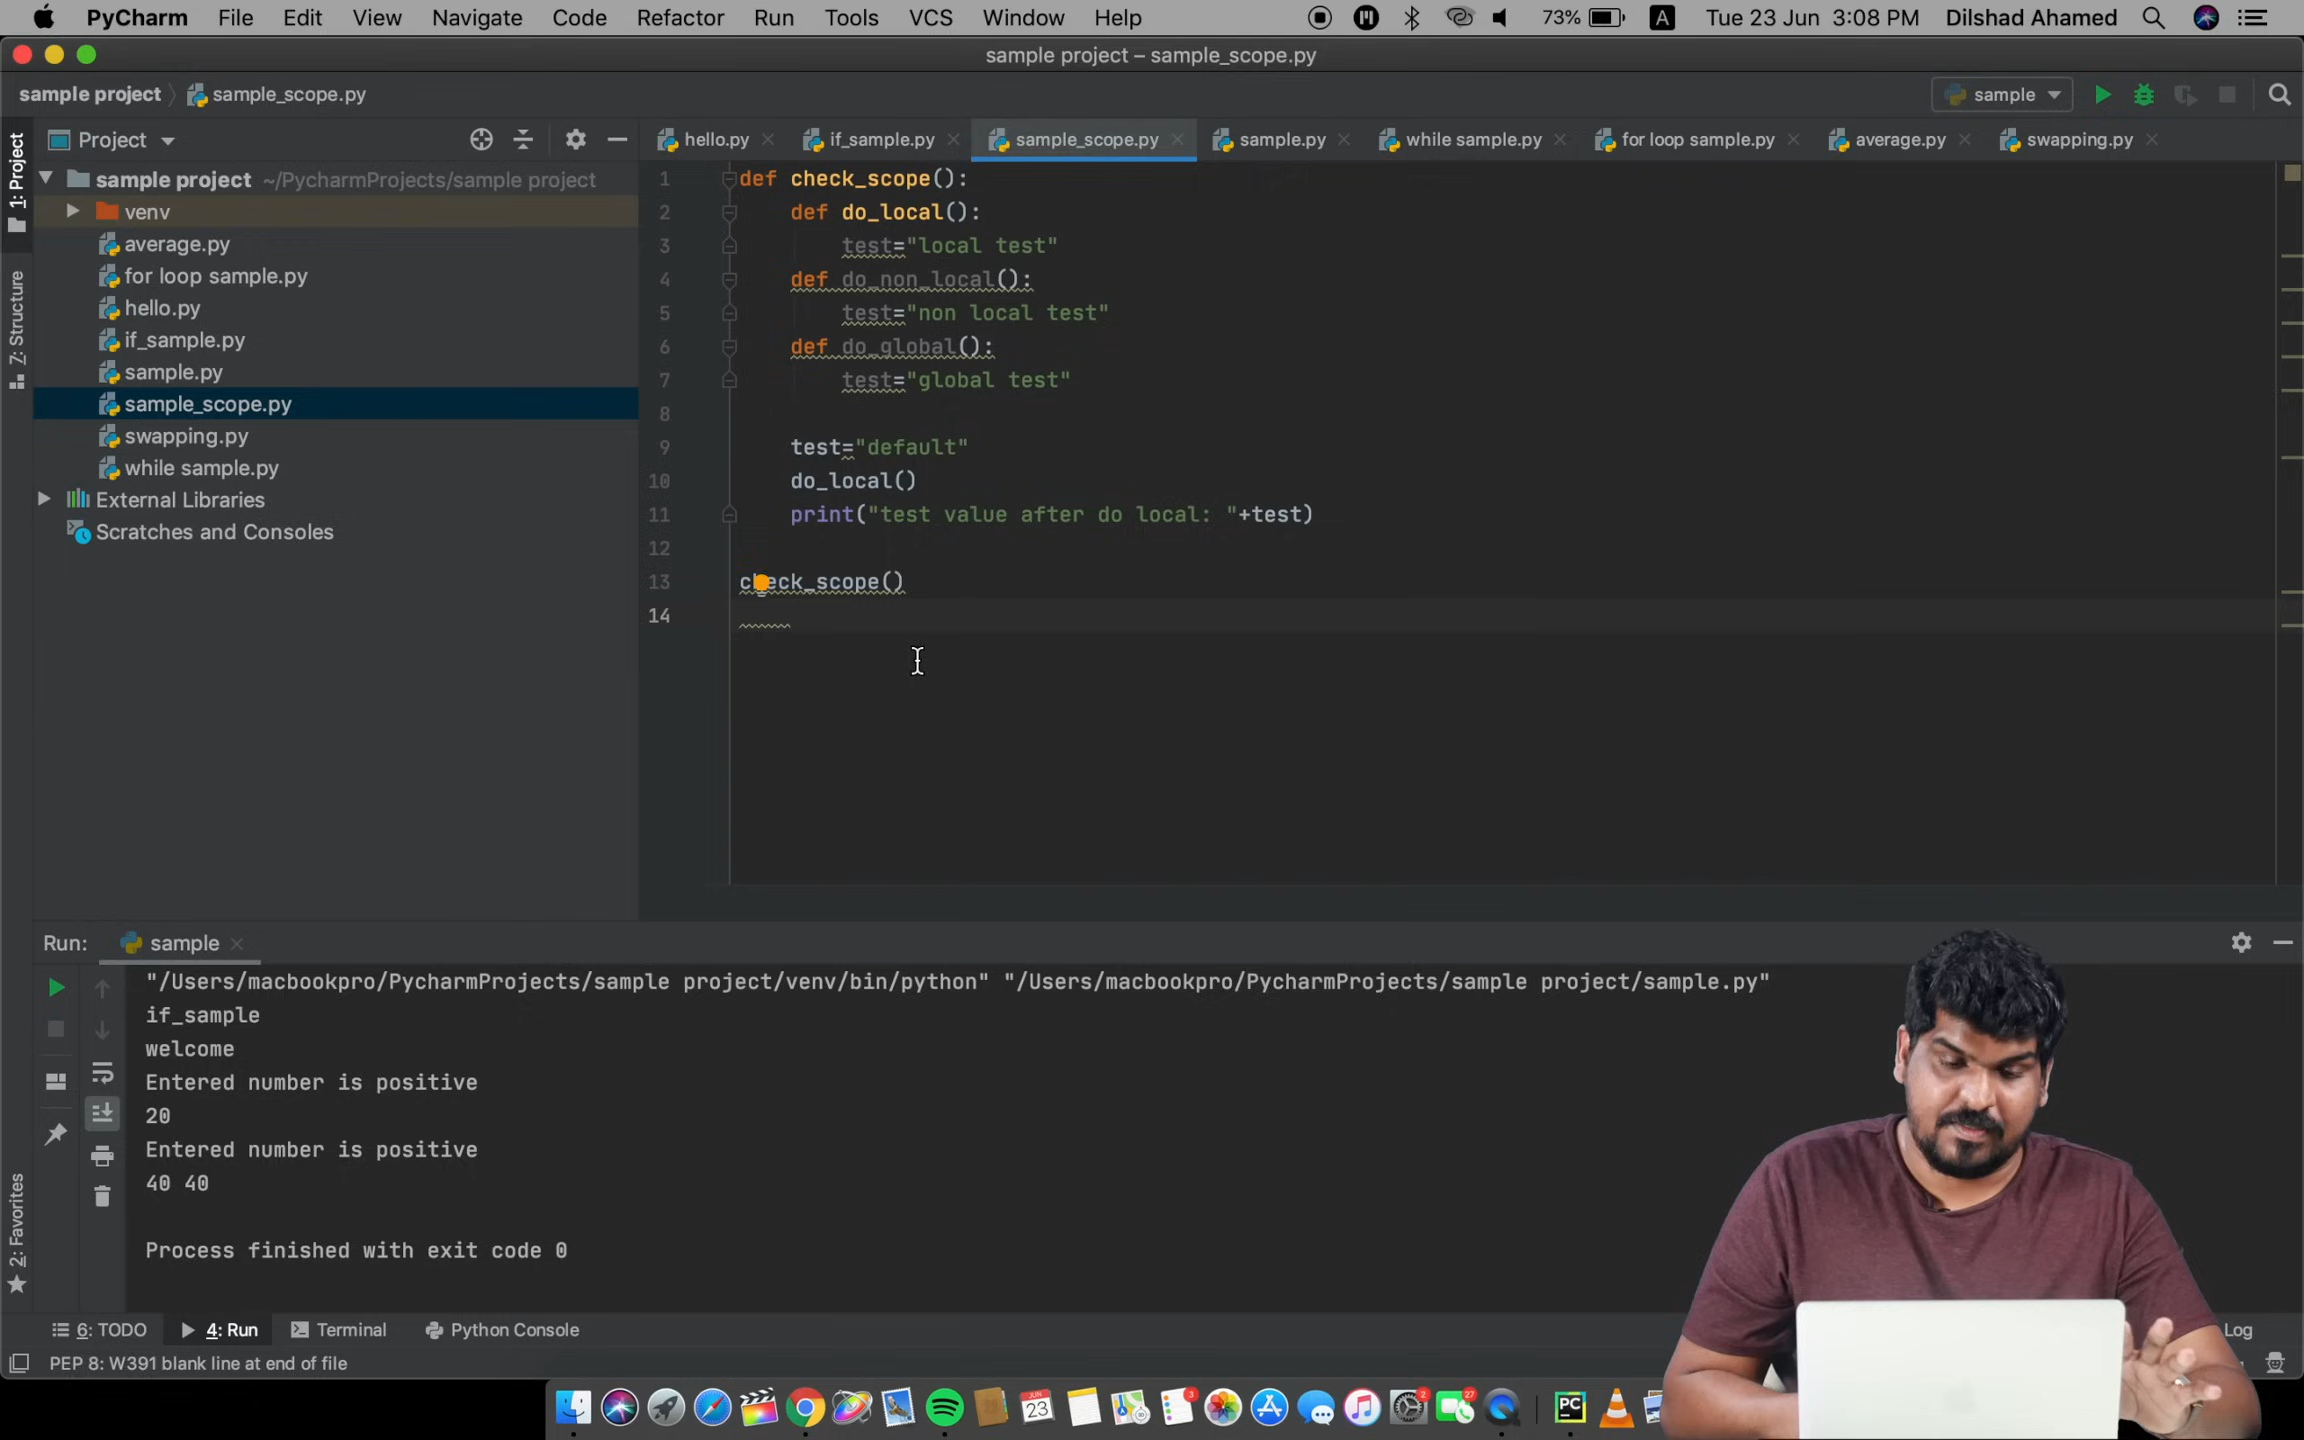 PyCharm File Edit View Navigate Code Refactor Run Tools VCS Window Help 73% A Tue 23 Jun 3:08 PM Dilshad Ahamed
sample project – sample_scope.py
sample project sample_scope.py sample
Project hello.py if_sample.py sample_scope.py sample.py while sample.py for loop sample.py average.py swapping.py
1: Project
7: Structure
2: Favorites
sample project ~/PycharmProjects/sample project
venv
average.py
for loop sample.py
hello.py
if_sample.py
sample.py
sample_scope.py
swapping.py
while sample.py
External Libraries
Scratches and Consoles
1 def check_scope():
2 def do_local():
3 test="local test"
4 def do_non_local():
5 test="non local test"
6 def do_global():
7 test="global test"
8
9 test="default"
10 do_local()
11 print("test value after do local: "+test)
12
13 check_scope()
14
Run: sample
"/Users/macbookpro/PycharmProjects/sample project/venv/bin/python" "/Users/macbookpro/PycharmProjects/sample project/sample.py"
if_sample
welcome
Entered number is positive
20
Entered number is positive
40 40
Process finished with exit code 0
6: TODO 4: Run Terminal Python Console Log
PEP 8: W391 blank line at end of file
JUN
23
3
2
27
PC